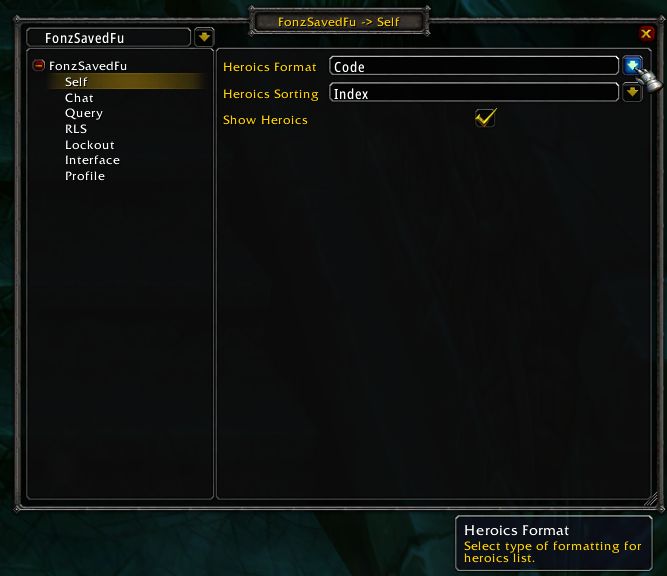 FonzSavedFu -> Self
FonzSavedFu
FonzSavedFu
Self
Chat
Query
RLS
Lockout
Interface
Profile
Heroics Format Code
Heroics Sorting Index
Show Heroics
Heroics Format
Select type of formatting for
heroics list.